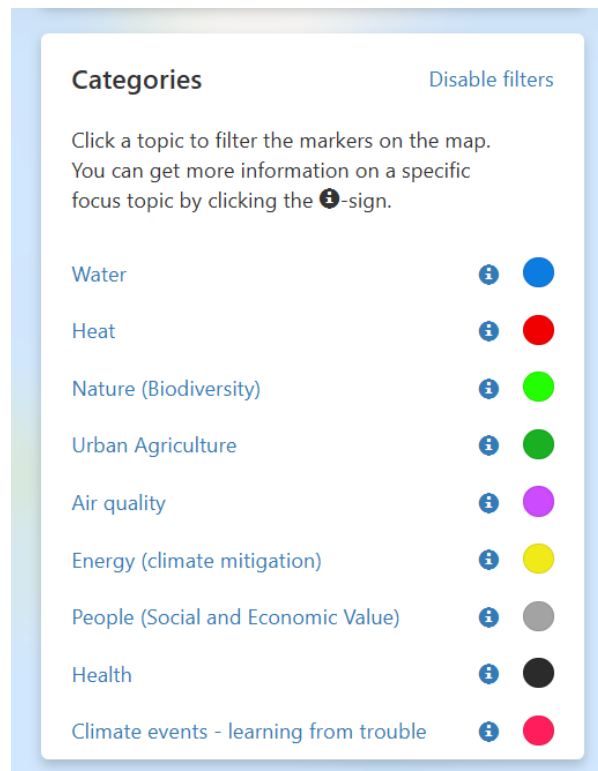 Categories Disable filters
Click a topic to filter the markers on the map.
You can get more information on a specific
focus topic by clicking the i-sign.
Water i
Heat i
Nature (Biodiversity) i
Urban Agriculture i
Air quality i
Energy (climate mitigation) i
People (Social and Economic Value) i
Health i
Climate events - learning from trouble i